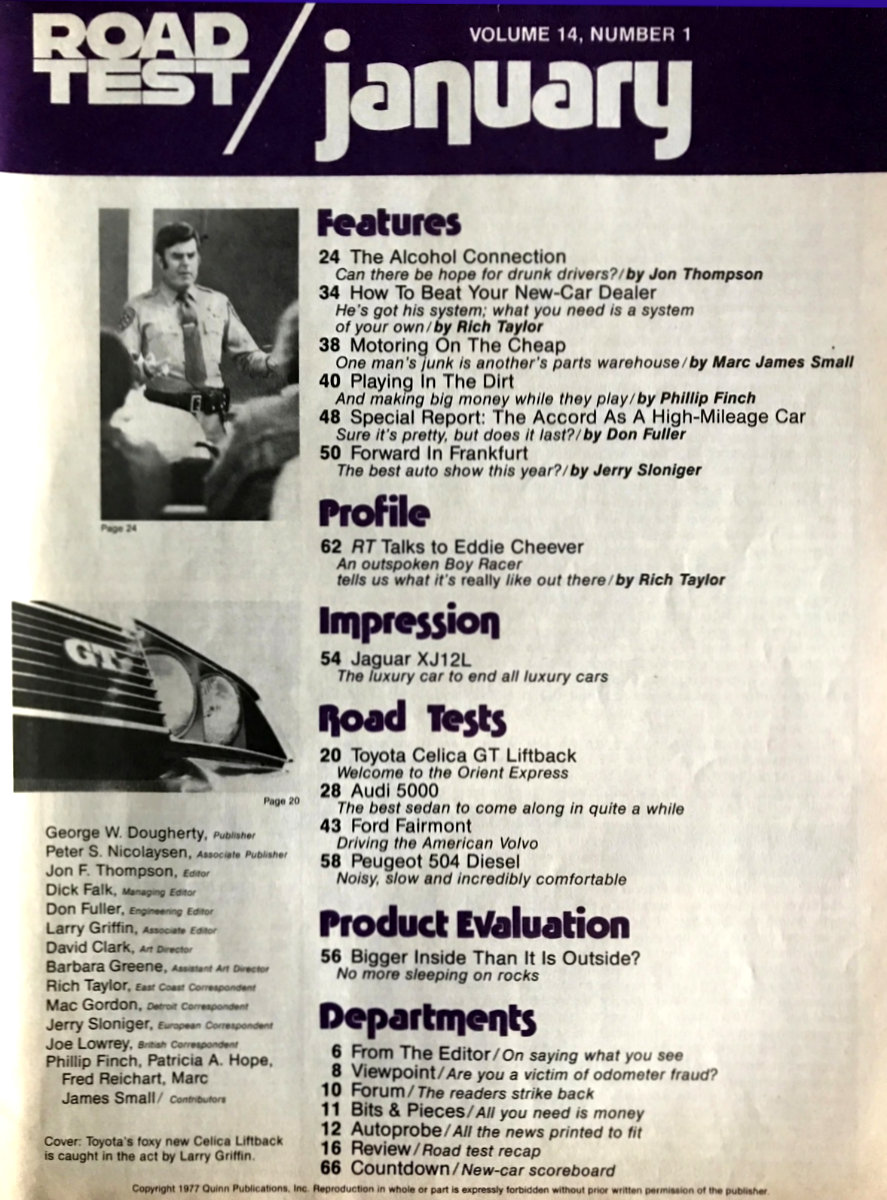 ROAD
TEST
/january
VOLUME 14, NUMBER 1
Page 24
GT
Page 20
George W. Dougherty, Publisher
Peter S. Nicolaysen, Associate Publisher
Jon F. Thompson, Editor
Dick Falk, Managing Editor
Don Fuller, Engineering Editor
Larry Griffin, Associate Editor
David Clark, Art Director
Barbara Greene, Assistant Art Director
Rich Taylor, East Coast Correspondent
Mac Gordon, Detroit Correspondent
Jerry Sloniger, European Correspondent
Joe Lowrey, British Correspondent
Phillip Finch, Patricia A. Hope,
Fred Reichart, Marc
James Small/ Contributors
Cover: Toyota's foxy new Celica Liftback
is caught in the act by Larry Griffin.
Features
24 The Alcohol Connection
Can there be hope for drunk drivers?/by Jon Thompson
34 How To Beat Your New-Car Dealer
He's got his system; what you need is a system
of your own/by Rich Taylor
38 Motoring On The Cheap
One man's junk is another's parts warehouse/by Marc James Small
40 Playing In The Dirt
And making big money while they play/by Phillip Finch
48 Special Report: The Accord As A High-Mileage Car
Sure it's pretty, but does it last?/by Don Fuller
50 Forward In Frankfurt
The best auto show this year?/by Jerry Sloniger
Profile
62 RT Talks to Eddie Cheever
An outspoken Boy Racer
tells us what it's really like out there/by Rich Taylor
Impression
54 Jaguar XJ12L
The luxury car to end all luxury cars
Road Tests
20 Toyota Celica GT Liftback
Welcome to the Orient Express
28 Audi 5000
The best sedan to come along in quite a while
43 Ford Fairmont
Driving the American Volvo
58 Peugeot 504 Diesel
Noisy, slow and incredibly comfortable
Product Evaluation
56 Bigger Inside Than It Is Outside?
No more sleeping on rocks
Departments
6 From The Editor/On saying what you see
8 Viewpoint/Are you a victim of odometer fraud?
10 Forum/The readers strike back
11 Bits & Pieces/All you need is money
12 Autoprobe/All the news printed to fit
16 Review/Road test recap
66 Countdown/New-car scoreboard
Copyright 1977 Quinn Publications, Inc. Reproduction in whole or part is expressly forbidden without prior written permission of the publisher.